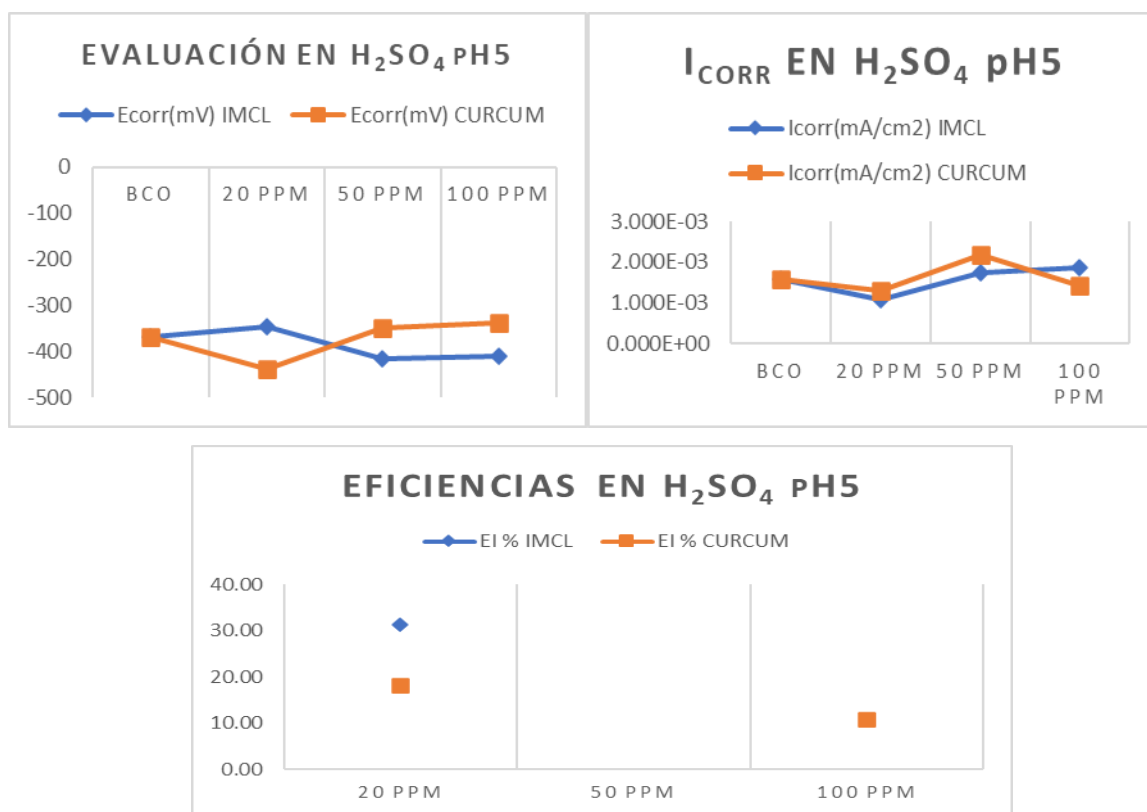 EVALUACIÓN EN H₂SO₄ PH5
Ecorr(mV) IMCL Ecorr(mV) CURCUM
0
BCO 20 PPM 50 PPM 100 PPM
-100
-200
-300
-400
-500
I_CORR EN H₂SO₄ pH5
Icorr(mA/cm2) IMCL
Icorr(mA/cm2) CURCUM
3.000E-03
2.000E-03
1.000E-03
0.000E+00
BCO 20 PPM 50 PPM 100
PPM
EFICIENCIAS EN H₂SO₄ PH5
EI % IMCL EI % CURCUM
40.00
30.00
20.00
10.00
0.00
20 PPM 50 PPM 100 PPM